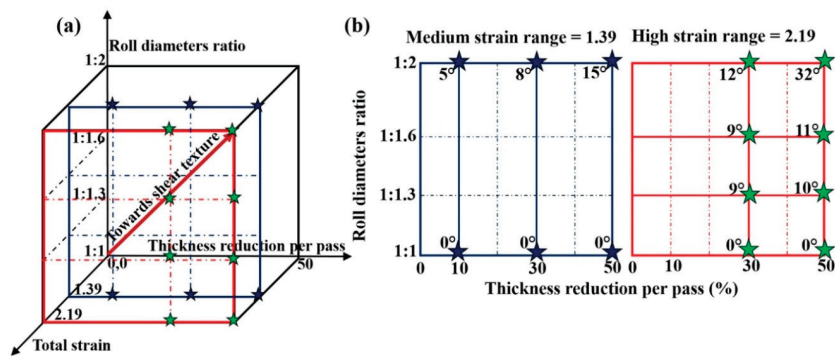 (a)
Roll diameters ratio
1:2
1:1.6
1:1.3
1:1
Towards shear texture
Thickness reduction per pass
0,0
50
1.39
2.19
Total strain
(b)
Medium strain range = 1.39
High strain range = 2.19
Roll diameters ratio
1:2
1:1.6
1:1.3
1:1
5° 8° 15°
0° 0° 0°
0 10 30 50
12° 32°
9° 11°
9° 10°
0° 0°
0 10 30 50
Thickness reduction per pass (%)